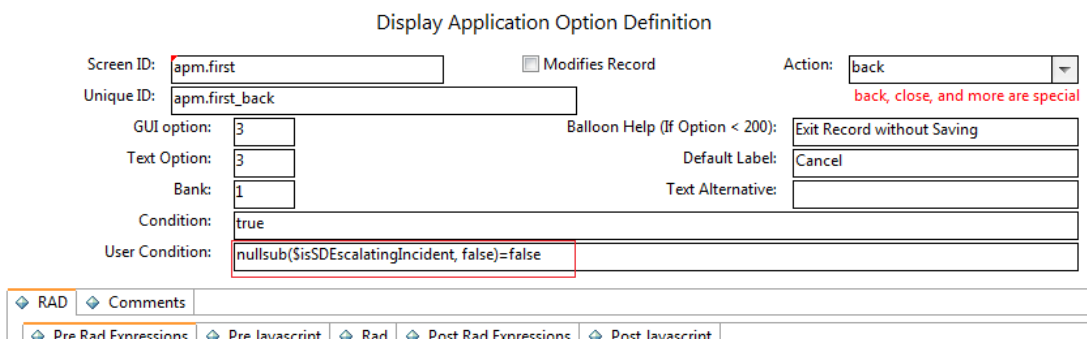 Display Application Option Definition
Screen ID: apm.first Modifies Record Action: back
Unique ID: apm.first_back back, close, and more are special
GUI option: 3 Balloon Help (If Option < 200): Exit Record without Saving
Text Option: 3 Default Label: Cancel
Bank: 1 Text Alternative:
Condition: true
User Condition: nullsub($isSDEscalatingIncident, false)=false
RAD Comments
Pre Rad Expressions Pre Javascript Rad Post Rad Expressions Post Javascript